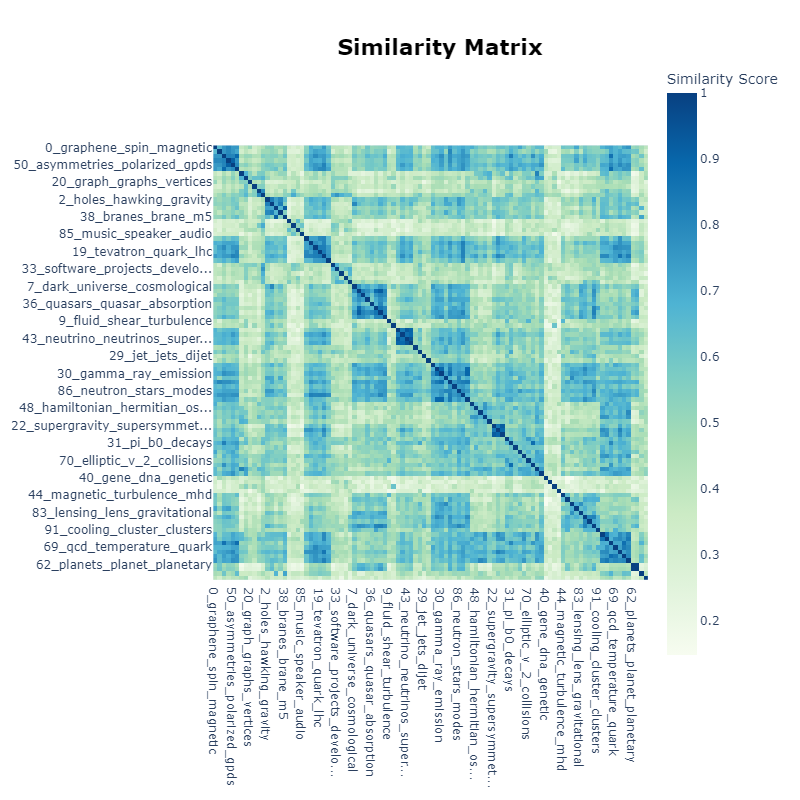 Similarity Matrix
Similarity Score
1
0.9
0.8
0.7
0.6
0.5
0.4
0.3
0.2
0_graphene_spin_magnetic
50_asymmetries_polarized_gpds
20_graph_graphs_vertices
2_holes_hawking_gravity
38_branes_brane_m5
85_music_speaker_audio
19_tevatron_quark_lhc
33_software_projects_develo...
7_dark_universe_cosmological
36_quasars_quasar_absorption
9_fluid_shear_turbulence
43_neutrino_neutrinos_super...
29_jet_jets_dijet
30_gamma_ray_emission
86_neutron_stars_modes
48_hamiltonian_hermitian_os...
22_supergravity_supersymmet...
31_pi_b0_decays
70_elliptic_v_2_collisions
40_gene_dna_genetic
44_magnetic_turbulence_mhd
83_lensing_lens_gravitational
91_cooling_cluster_clusters
69_qcd_temperature_quark
62_planets_planet_planetary
0_graphene_spin_magnetic
50_asymmetries_polarized_gpds
20_graph_graphs_vertices
2_holes_hawking_gravity
38_branes_brane_m5
85_music_speaker_audio
19_tevatron_quark_lhc
33_software_projects_develo...
7_dark_universe_cosmological
36_quasars_quasar_absorption
9_fluid_shear_turbulence
43_neutrino_neutrinos_super...
29_jet_jets_dijet
30_gamma_ray_emission
86_neutron_stars_modes
48_hamiltonian_hermitian_os...
22_supergravity_supersymmet...
31_pi_b0_decays
70_elliptic_v_2_collisions
40_gene_dna_genetic
44_magnetic_turbulence_mhd
83_lensing_lens_gravitational
91_cooling_cluster_clusters
69_qcd_temperature_quark
62_planets_planet_planetary